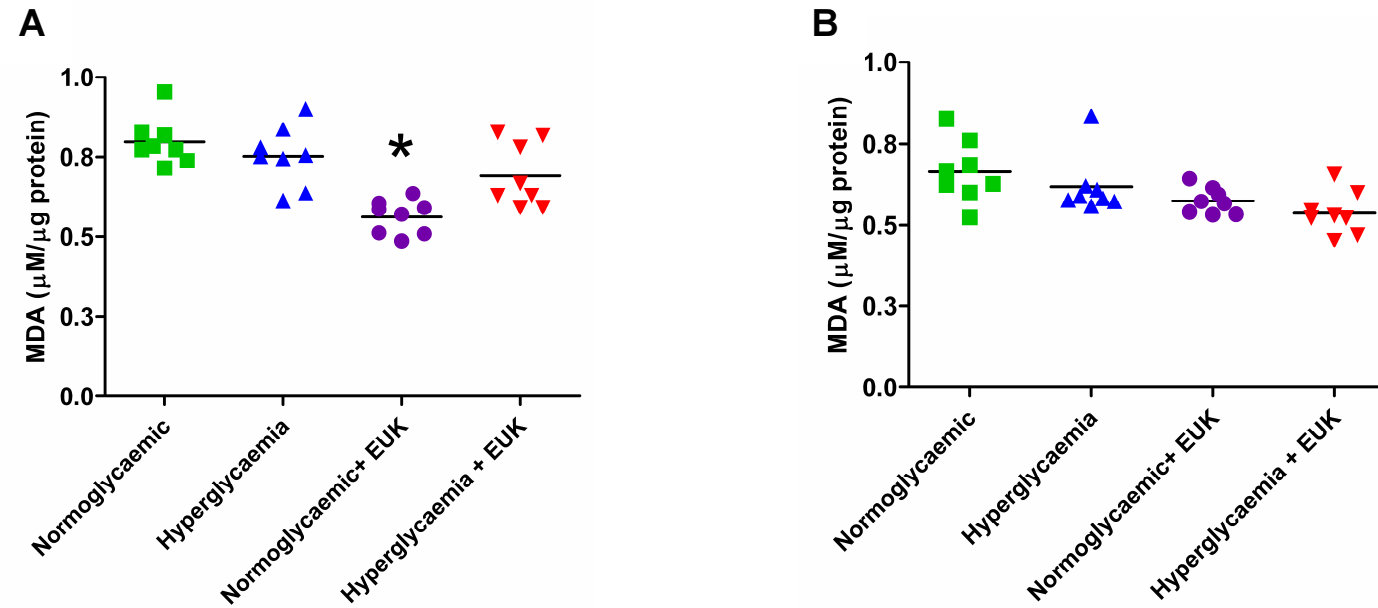 A
1.0
0.8
0.5
0.3
0.0
MDA (μM/μg protein)
*
Normoglycaemic
Hyperglycaemia
Normoglycaemic+ EUK
Hyperglycaemia + EUK
B
1.0
0.8
0.5
0.3
0.0
MDA (μM/μg protein)
Normoglycaemic
Hyperglycaemia
Normoglycaemic+ EUK
Hyperglycaemia + EUK